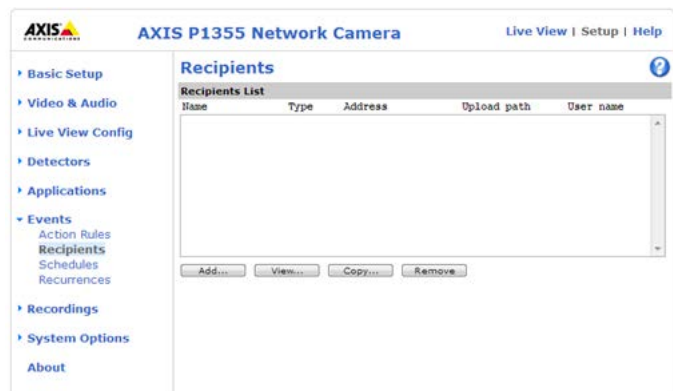 AXIS
COMMUNICATIONS
AXIS P1355 Network Camera
Live View | Setup | Help
Basic Setup
Video & Audio
Live View Config
Detectors
Applications
Events
Action Rules
Recipients
Schedules
Recurrences
Recordings
System Options
About
Recipients
?
Recipients List
Name Type Address Upload path User name
Add... View... Copy... Remove